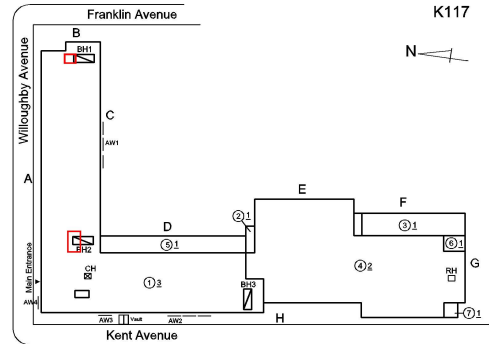 Franklin Avenue
K117
Willoughby Avenue
B
BH1
N
C
AW1
A
E
F
D
② 1
③ 1
⑤ 1
BH2
⑥ 1
④ 2
G
Main Entrance
CH
① 3
RH
BH3
AW4
⑦ 1
H
AW3
Vault
AW2
Kent Avenue